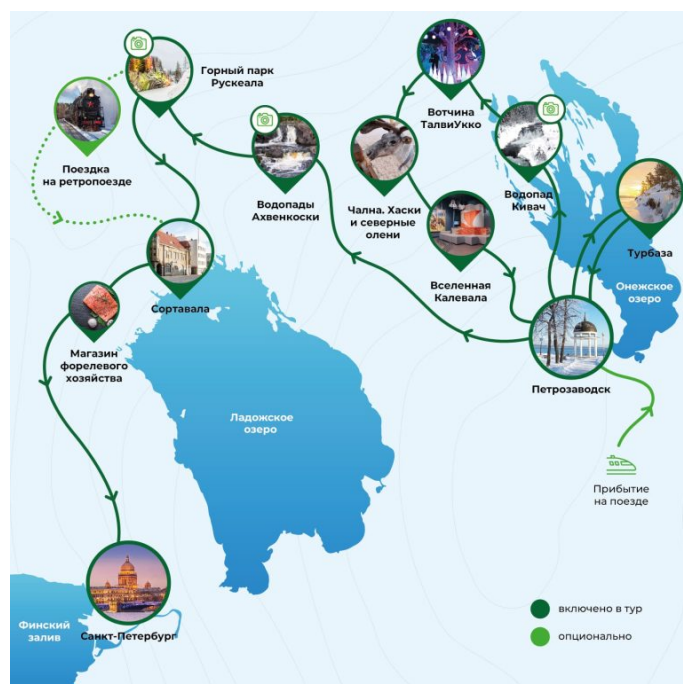 Горный парк
Рускеала
Вотчина
ТалвиУкко
Поездка
на ретропоезде
Водопады
Ахвенкоски
Чална. Хаски
и северные
олени
Водопад
Кивач
Турбаза
Вселенная
Калевала
Онежское
озеро
Сортавала
Магазин
форелевого
хозяйства
Петрозаводск
Ладожское
озеро
Прибытие
на поезде
Финский
залив
Санкт-Петербург
включено в тур
опционально